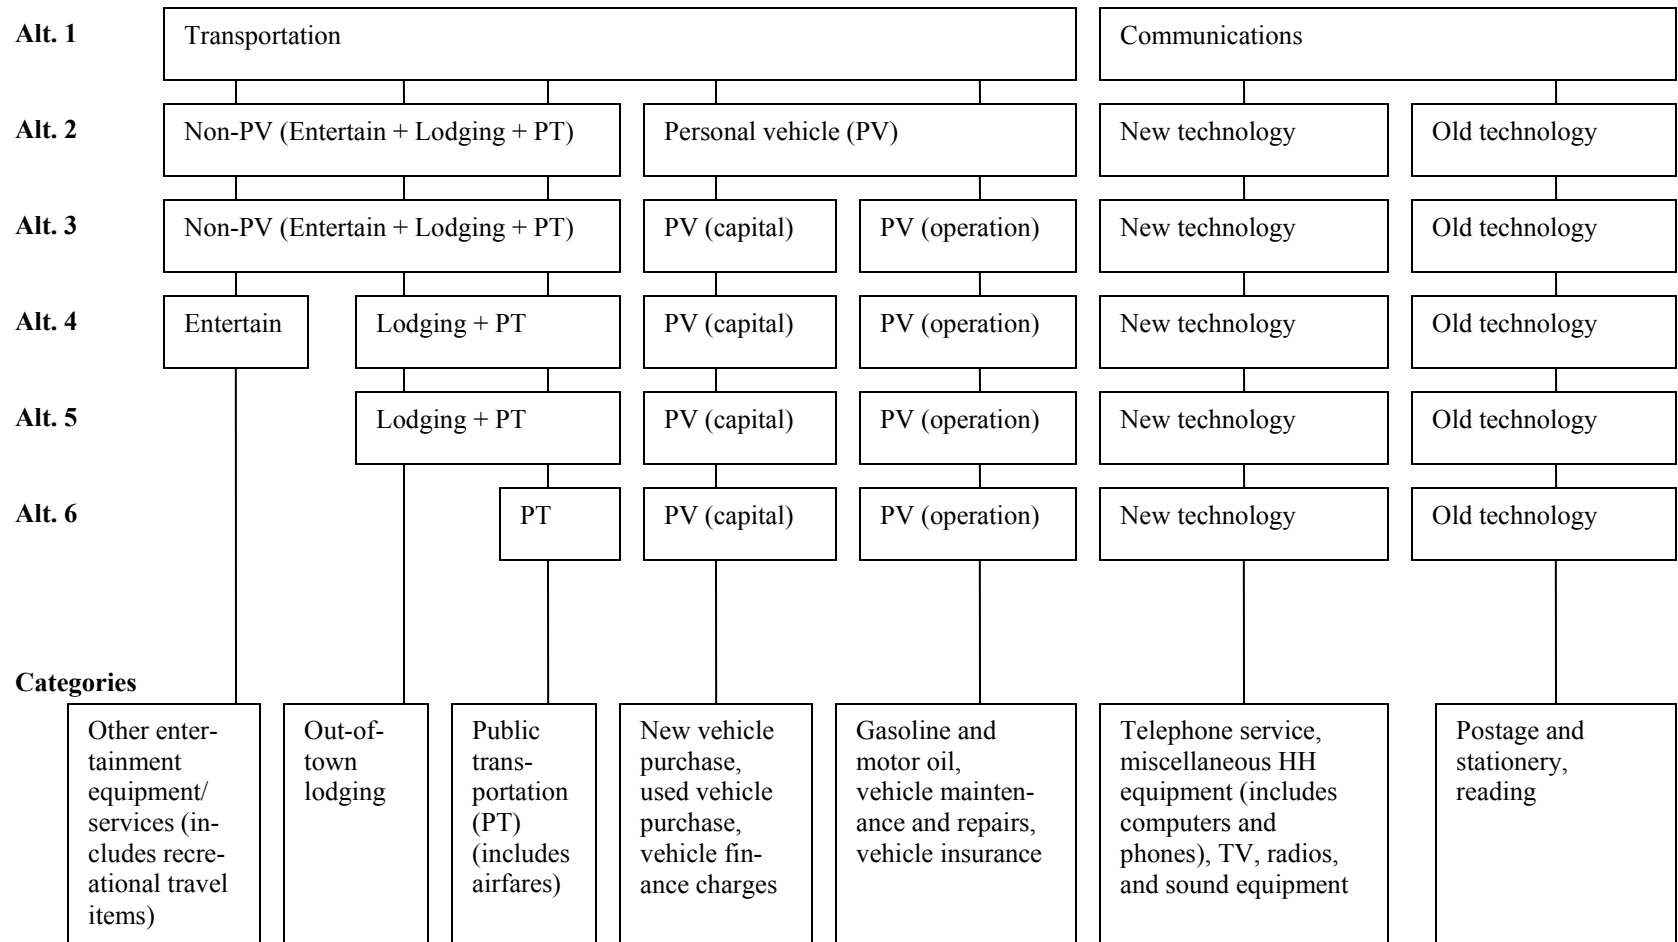 Alt. 1
Transportation
Communications
Alt. 2
Non-PV (Entertain + Lodging + PT)
Personal vehicle (PV)
New technology
Old technology
Alt. 3
Non-PV (Entertain + Lodging + PT)
PV (capital)
PV (operation)
New technology
Old technology
Alt. 4
Entertain
Lodging + PT
PV (capital)
PV (operation)
New technology
Old technology
Alt. 5
Lodging + PT
PV (capital)
PV (operation)
New technology
Old technology
Alt. 6
PT
PV (capital)
PV (operation)
New technology
Old technology
Categories
Other enter-
tainment
equipment/
services (in-
cludes recre-
ational travel
items)
Out-of-
town
lodging
Public
trans-
portation
(PT)
(includes
airfares)
New vehicle
purchase,
used vehicle
purchase,
vehicle fin-
ance charges
Gasoline and
motor oil,
vehicle mainten-
ance and repairs,
vehicle insurance
Telephone service,
miscellaneous HH
equipment (includes
computers and
phones), TV, radios,
and sound equipment
Postage and
stationery,
reading